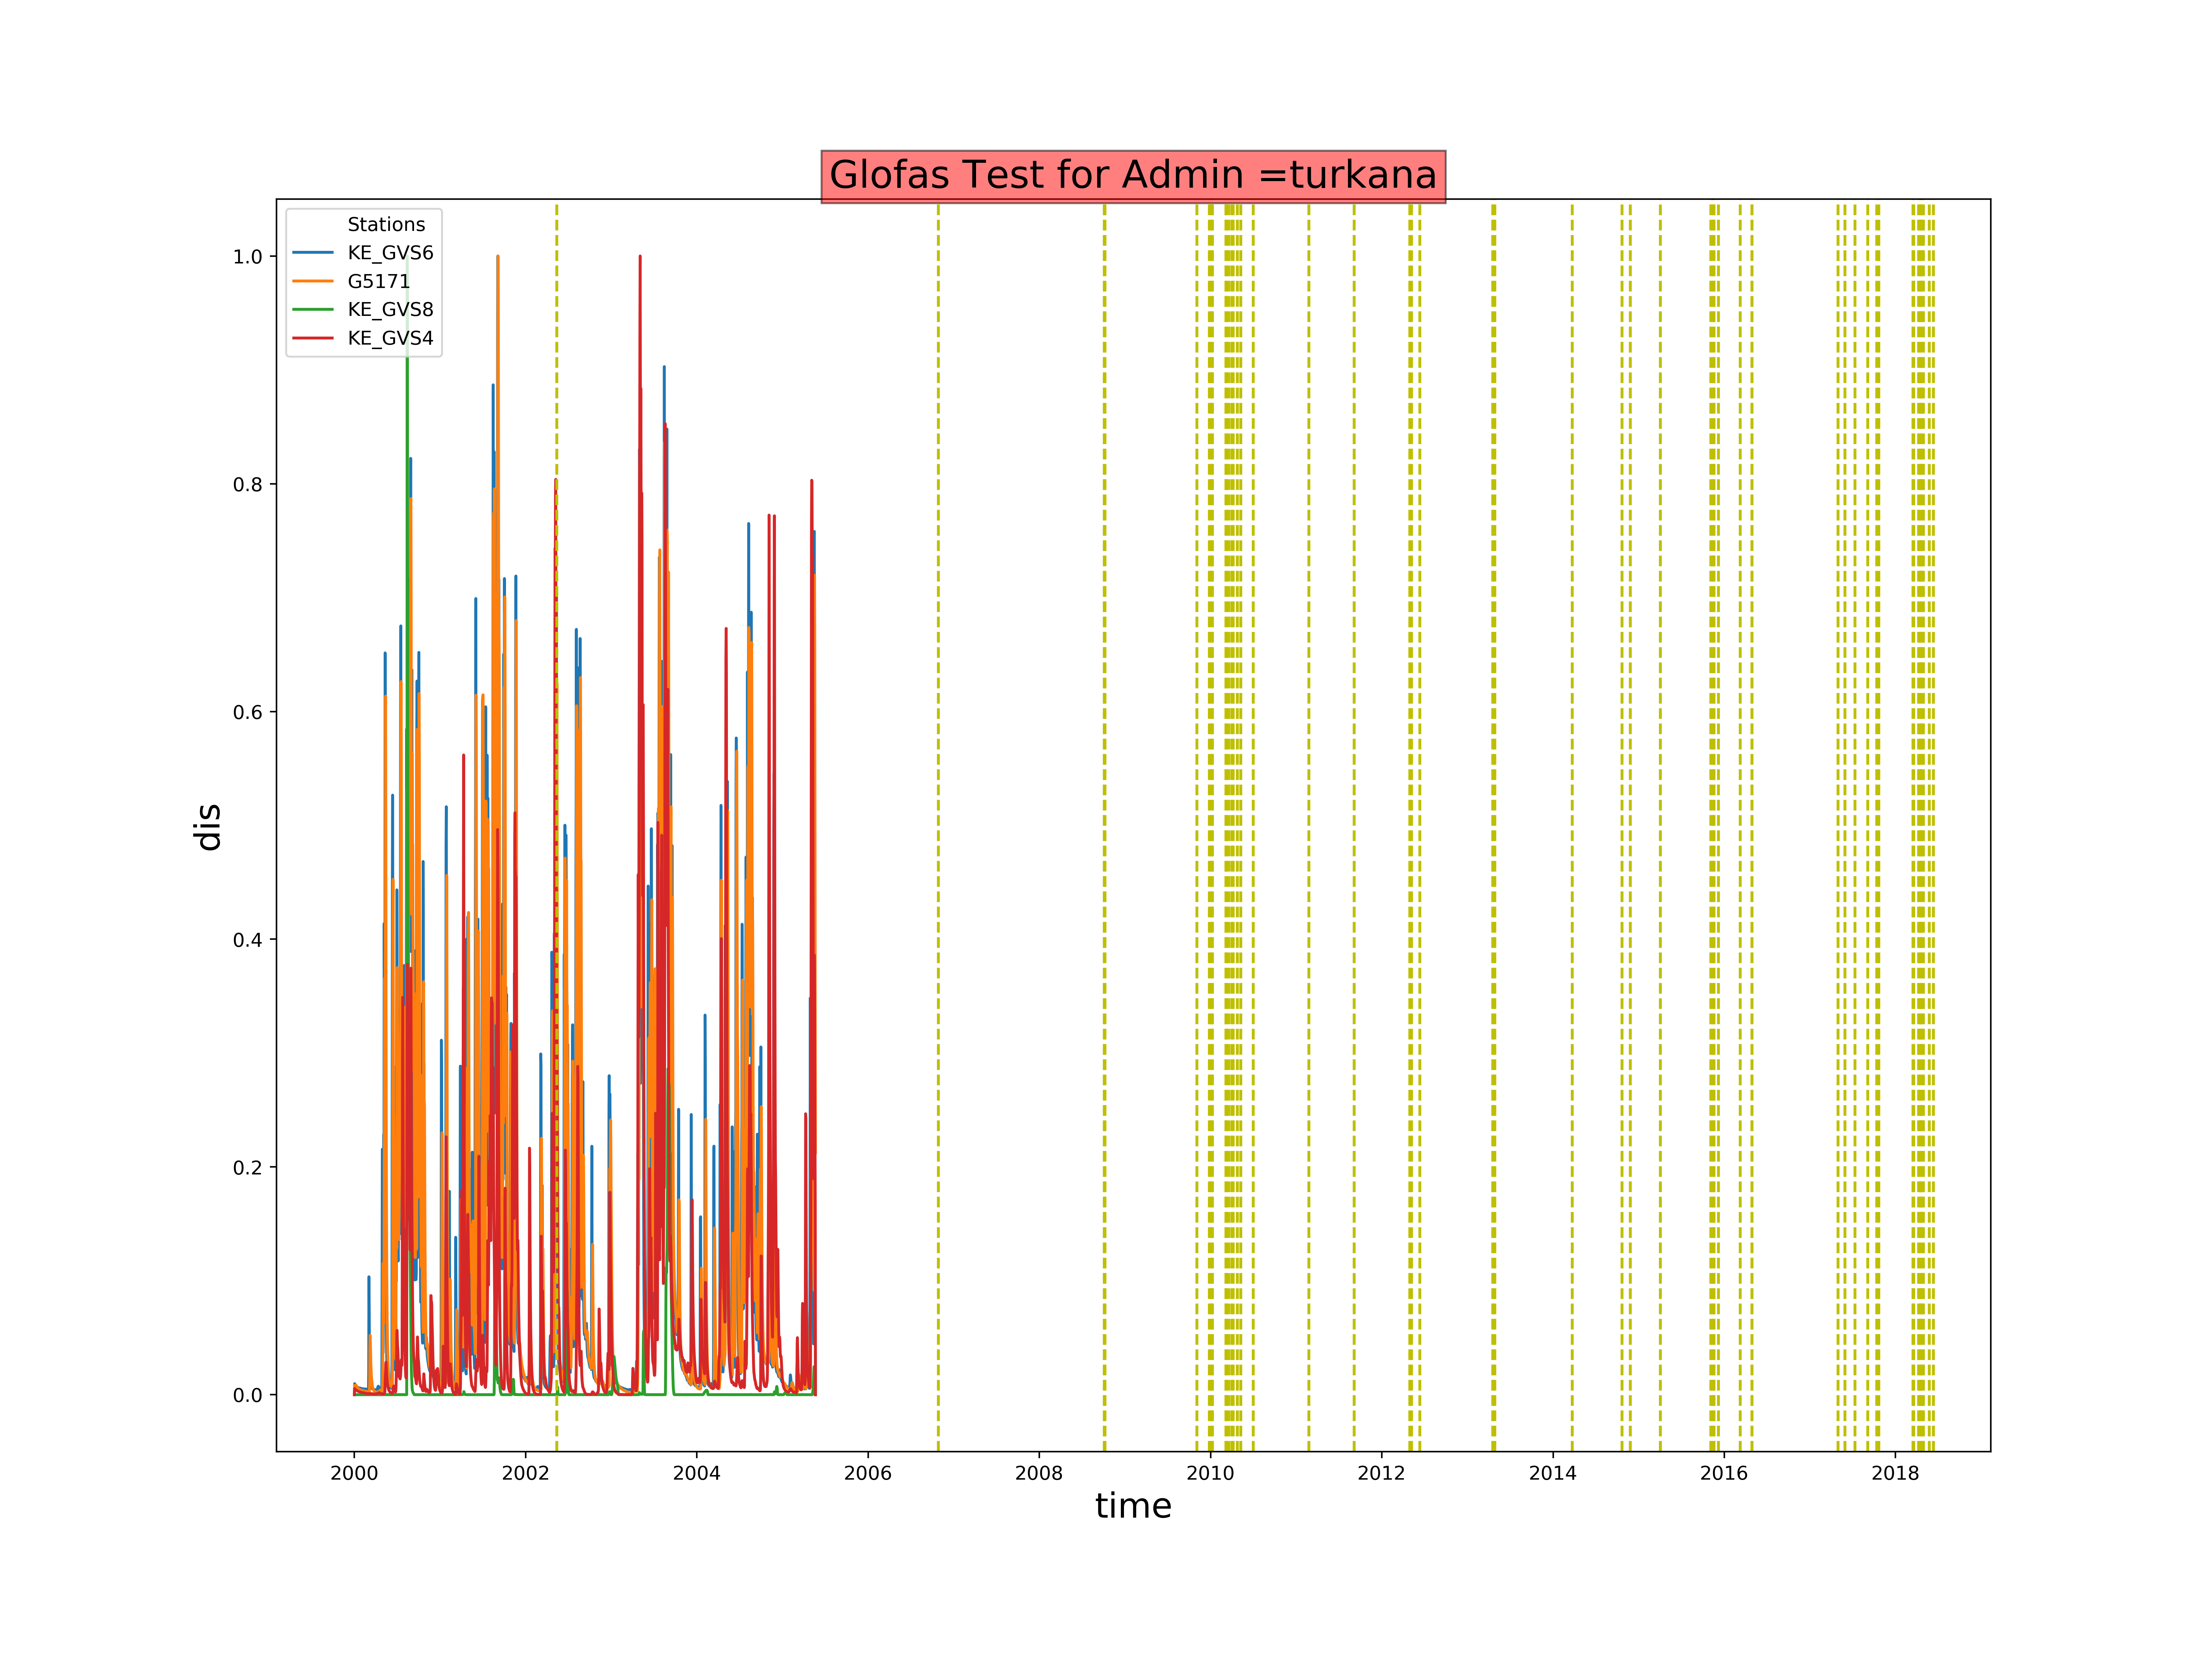 Glofas Test for Admin =turkana
Stations
KE_GVS6
G5171
KE_GVS8
KE_GVS4
1.0
0.8
0.6
0.4
0.2
0.0
dis
2000 2002 2004 2006 2008 2010 2012 2014 2016 2018
time